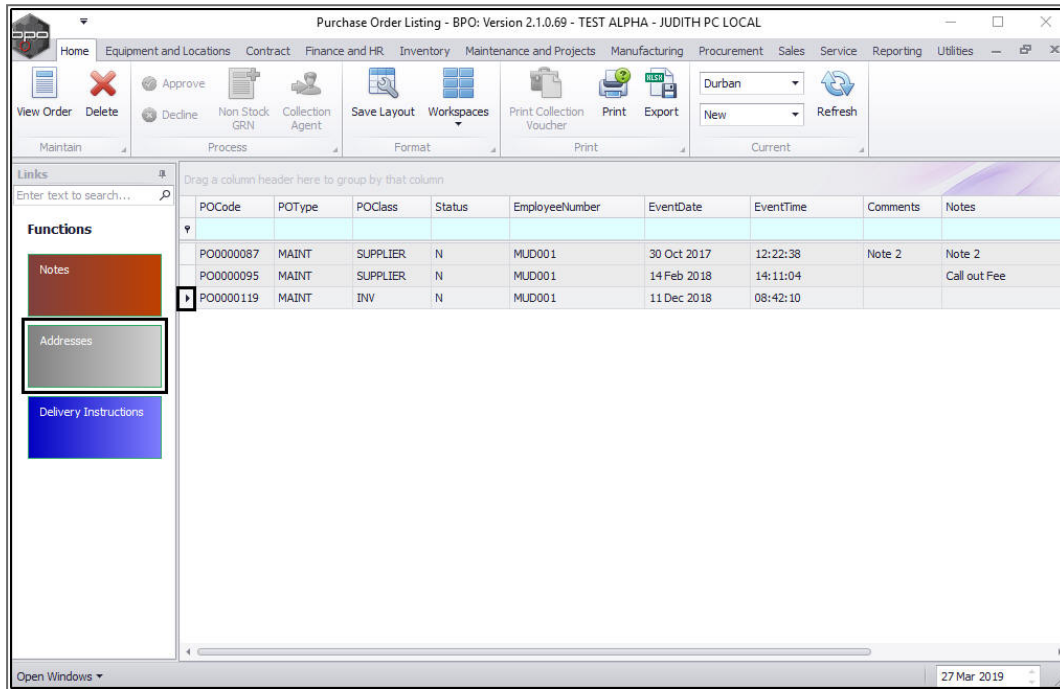 Purchase Order Listing - BPO: Version 2.1.0.69 - TEST ALPHA - JUDITH PC LOCAL
bpo
Home Equipment and Locations Contract Finance and HR Inventory Maintenance and Projects Manufacturing Procurement Sales Service Reporting Utilities
View Order Delete Approve Decline Non Stock GRN Collection Agent Save Layout Workspaces Print Collection Voucher Print Export Durban New Refresh
Maintain Process Format Print Current
Links
Enter text to search...
Drag a column header here to group by that column
Functions
Notes
Addresses
Delivery Instructions
POCode POType POClass Status EmployeeNumber EventDate EventTime Comments Notes
PO0000087 MAINT SUPPLIER N MUD001 30 Oct 2017 12:22:38 Note 2 Note 2
PO0000095 MAINT SUPPLIER N MUD001 14 Feb 2018 14:11:04 Call out Fee
PO0000119 MAINT INV N MUD001 11 Dec 2018 08:42:10
Open Windows 27 Mar 2019